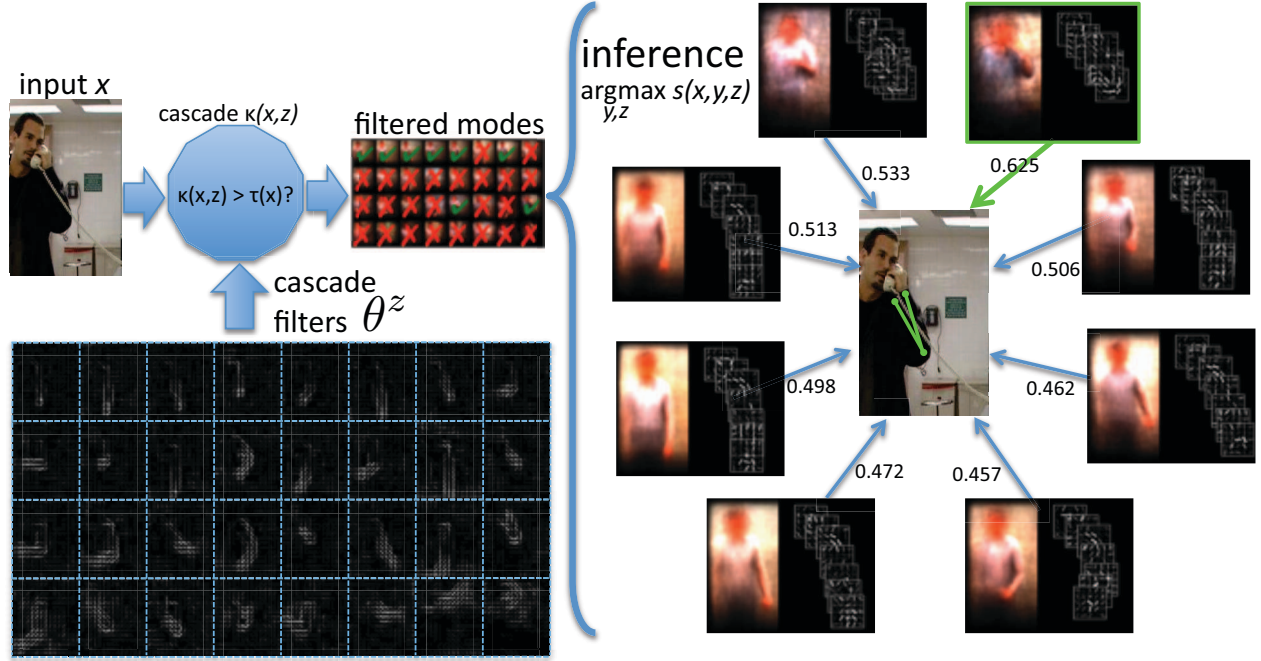 input x
cascade κ(x,z)
κ(x,z) > τ(x)?
filtered modes
cascade
filters θ^z
inference
argmax s(x,y,z)
y,z
0.533
0.625
0.513
0.506
0.498
0.462
0.472
0.457